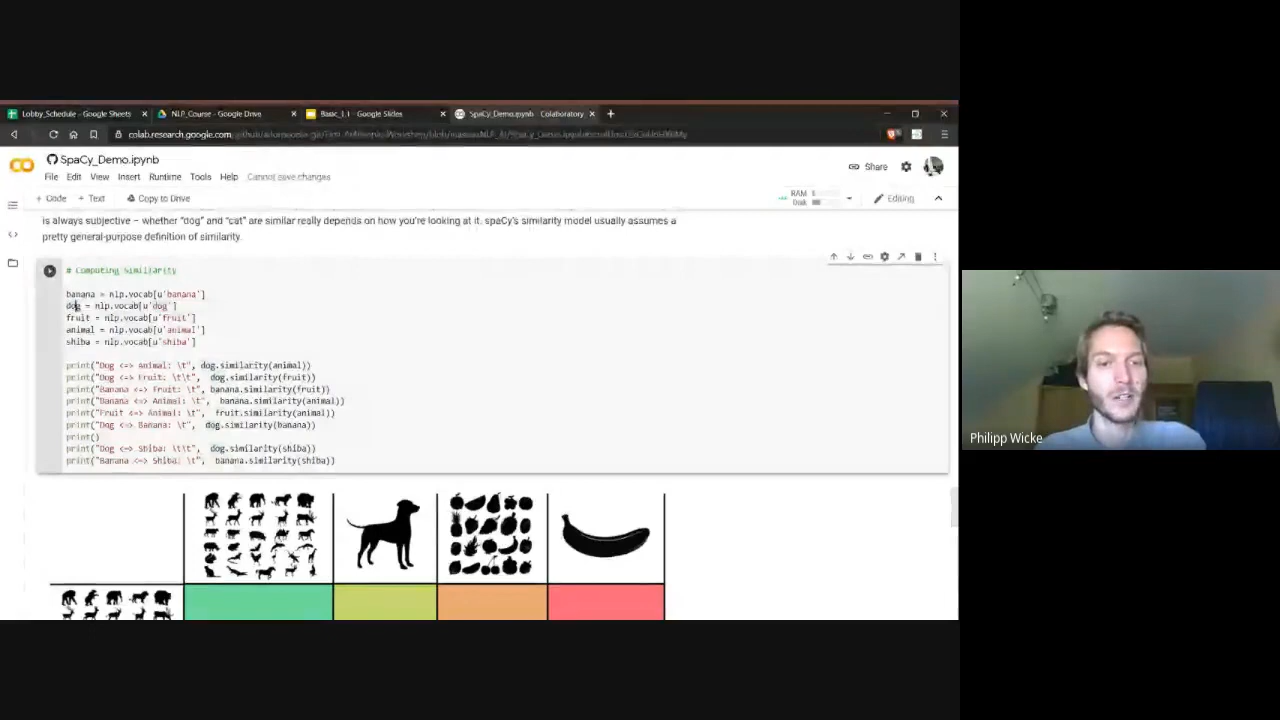 Lobby_Schedule - Google Sheets
NLP_Course - Google Drive
Basic_1.1 - Google Slides
SpaCy_Demo.ipynb - Colaboratory
colab.research.google.com
SpaCy_Demo.ipynb
Share
File Edit View Insert Runtime Tools Help Cannot save changes
+ Code + Text Copy to Drive
RAM
Disk
Editing
is always subjective – whether "dog" and "cat" are similar really depends on how you're looking at it. spaCy's similarity model usually assumes a
pretty general-purpose definition of similarity.
# Computing Similarity
banana = nlp.vocab[u'banana']
dog = nlp.vocab[u'dog']
fruit = nlp.vocab[u'fruit']
animal = nlp.vocab[u'animal']
shiba = nlp.vocab[u'shiba']
print("Dog <=> Animal: \t", dog.similarity(animal))
print("Dog <=> Fruit: \t\t", dog.similarity(fruit))
print("Banana <=> Fruit: \t", banana.similarity(fruit))
print("Banana <=> Animal: \t", banana.similarity(animal))
print("Fruit <=> Animal: \t", fruit.similarity(animal))
print("Dog <=> Banana: \t", dog.similarity(banana))
print()
print("Dog <=> Shiba: \t\t", dog.similarity(shiba))
print("Banana <=> Shiba: \t", banana.similarity(shiba))
Philipp Wicke